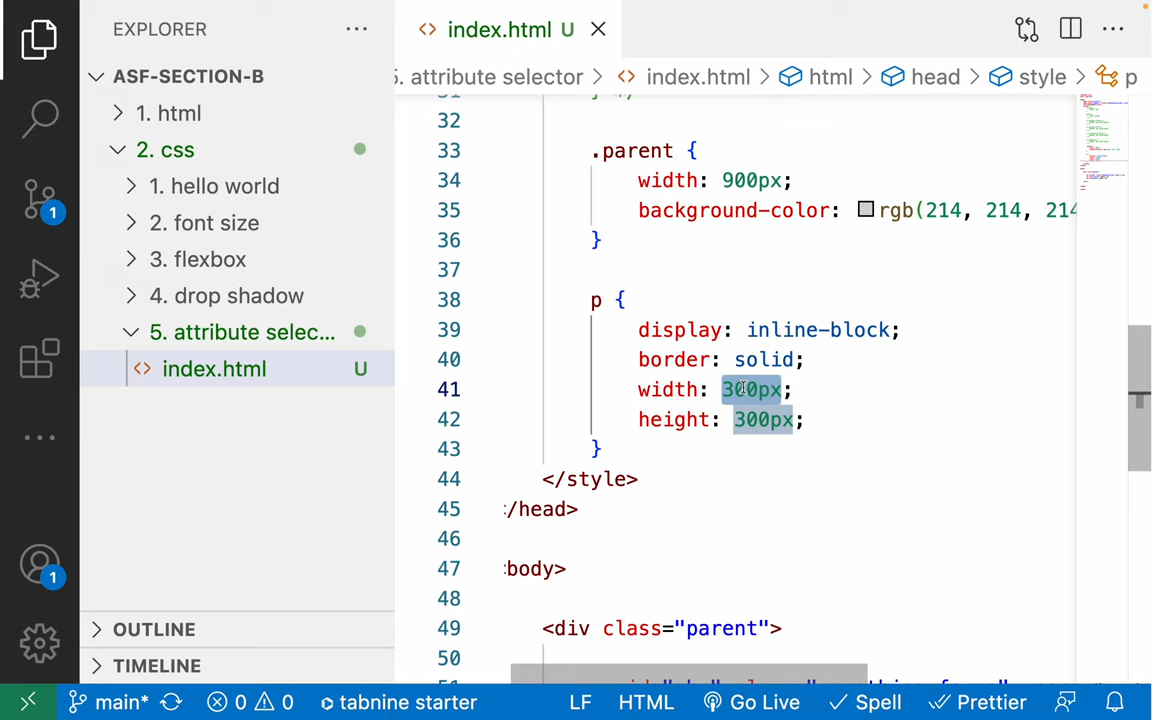 EXPLORER
ASF-SECTION-B
1. html
2. css
1. hello world
2. font size
3. flexbox
4. drop shadow
5. attribute selec...
index.html U
OUTLINE
TIMELINE
1
1
index.html U
5. attribute selector > index.html > html > head > style > p
32
33 .parent {
34 width: 900px;
35 background-color: rgb(214, 214, 214
36 }
37
38 p {
39 display: inline-block;
40 border: solid;
41 width: 300px;
42 height: 300px;
43 }
44 </style>
45 /head>
46
47 body>
48
49 <div class="parent">
50
main* 0 0 tabnine starter LF HTML Go Live Spell Prettier